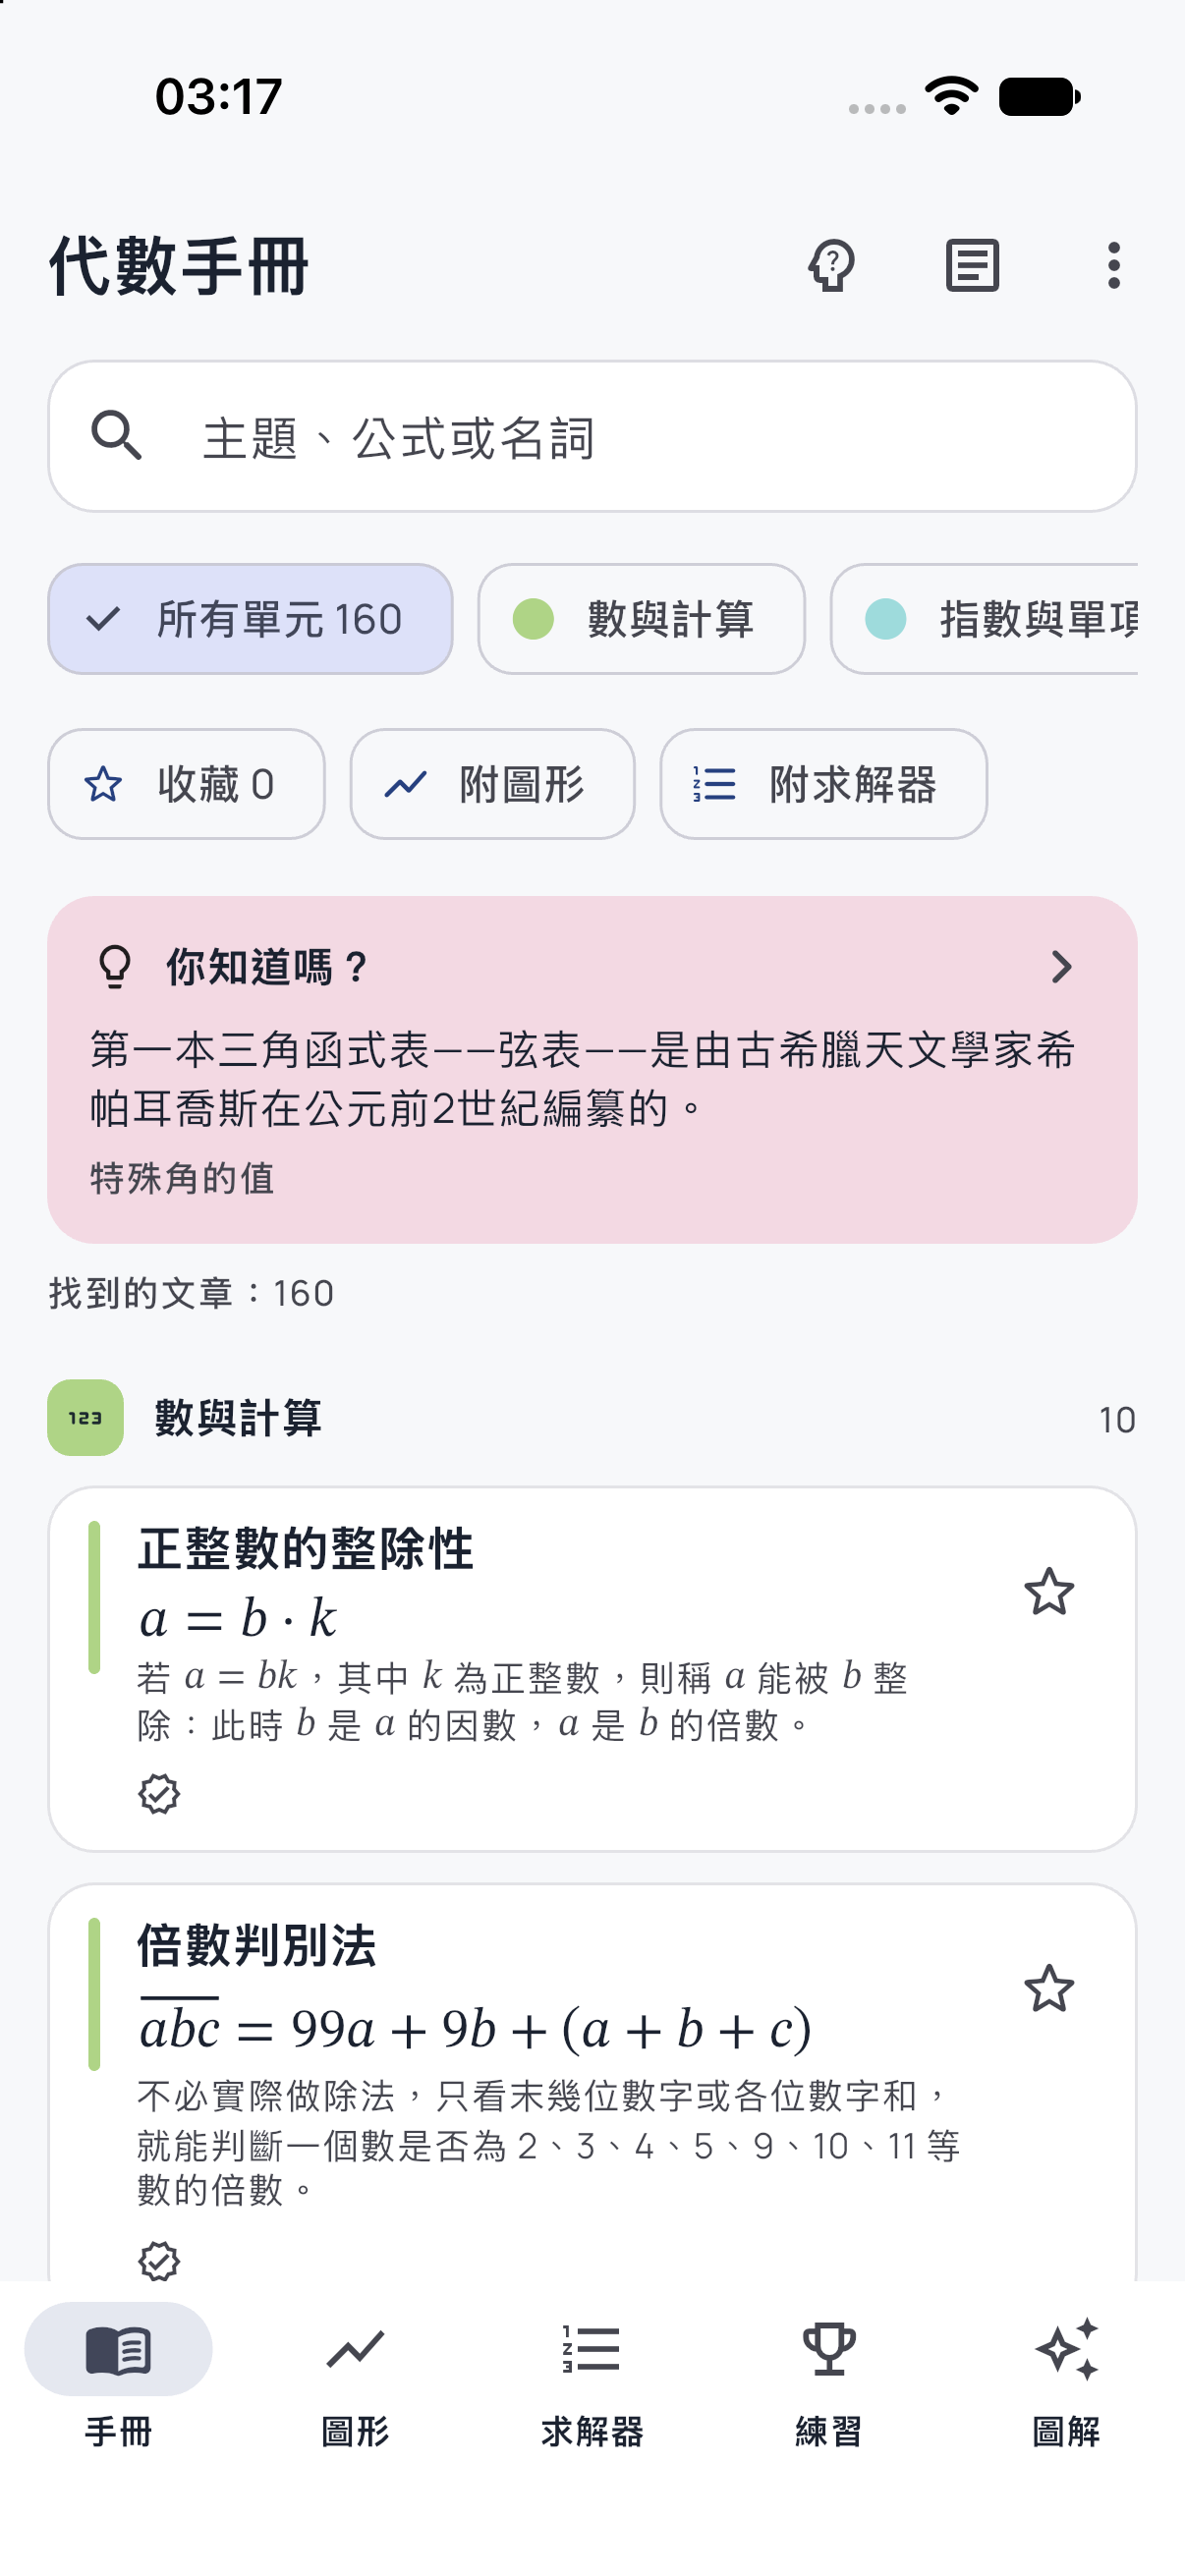 03:17
代數手冊
主題、公式或名詞
所有單元 160
數與計算
指數與單項
收藏 0
附圖形
附求解器
你知道嗎？
第一本三角函式表——弦表——是由古希臘天文學家希
帕耳喬斯在公元前2世紀編纂的。
特殊角的值
找到的文章：160
123
數與計算
10
正整數的整除性
a = b · k
若 a = bk，其中 k 為正整數，則稱 a 能被 b 整
除：此時 b 是 a 的因數，a 是 b 的倍數。
倍數判別法
a̅b̅c̅ = 99a + 9b + (a + b + c)
不必實際做除法，只看末幾位數字或各位數字和，
就能判斷一個數是否為 2、3、4、5、9、10、11 等
數的倍數。
手冊
圖形
求解器
練習
圖解